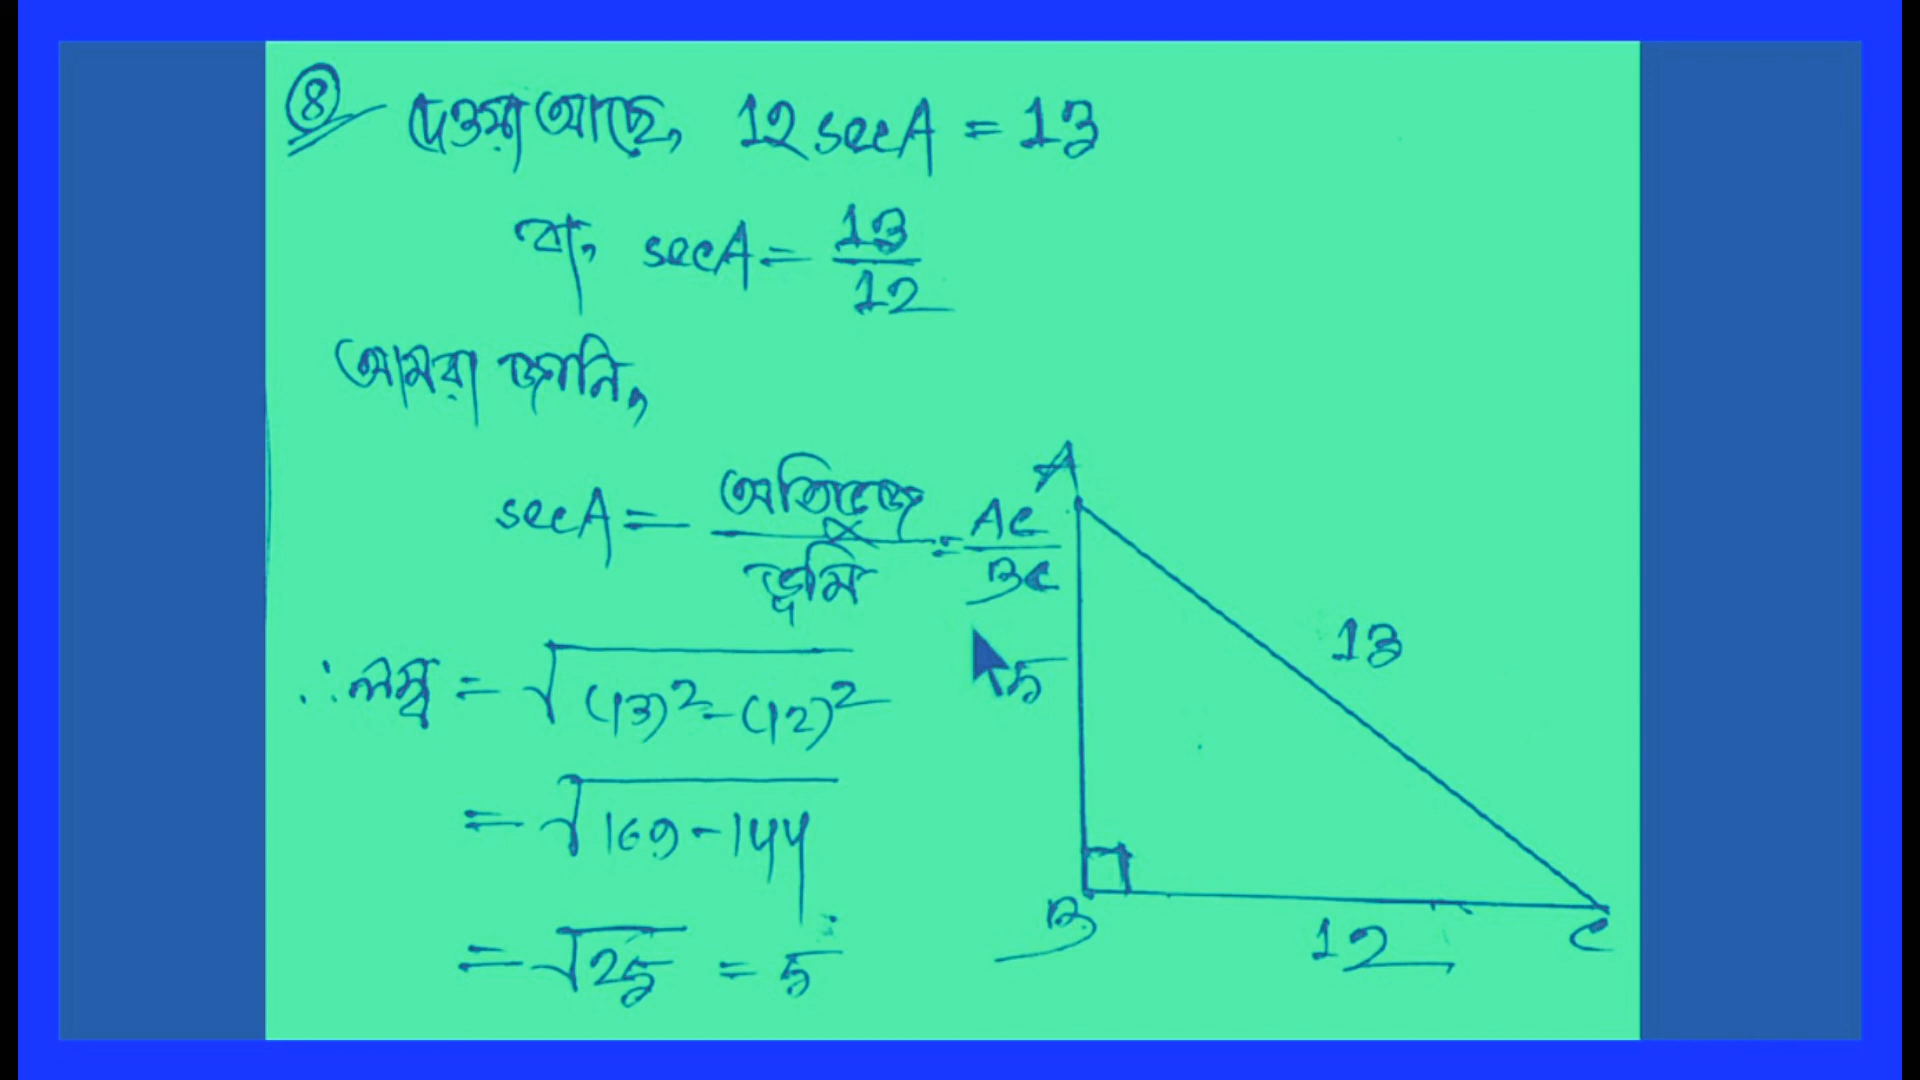 8 দেওয়া আছে, 12 secA = 13
বা, secA = 13/12
আমরা জানি,
secA = অতিভুজ/ভূমি = AC/BC
∴ লম্ব = √(13)² - (12)²
= √169 - 144
= √25 = 5
A
13
5
B
12
C